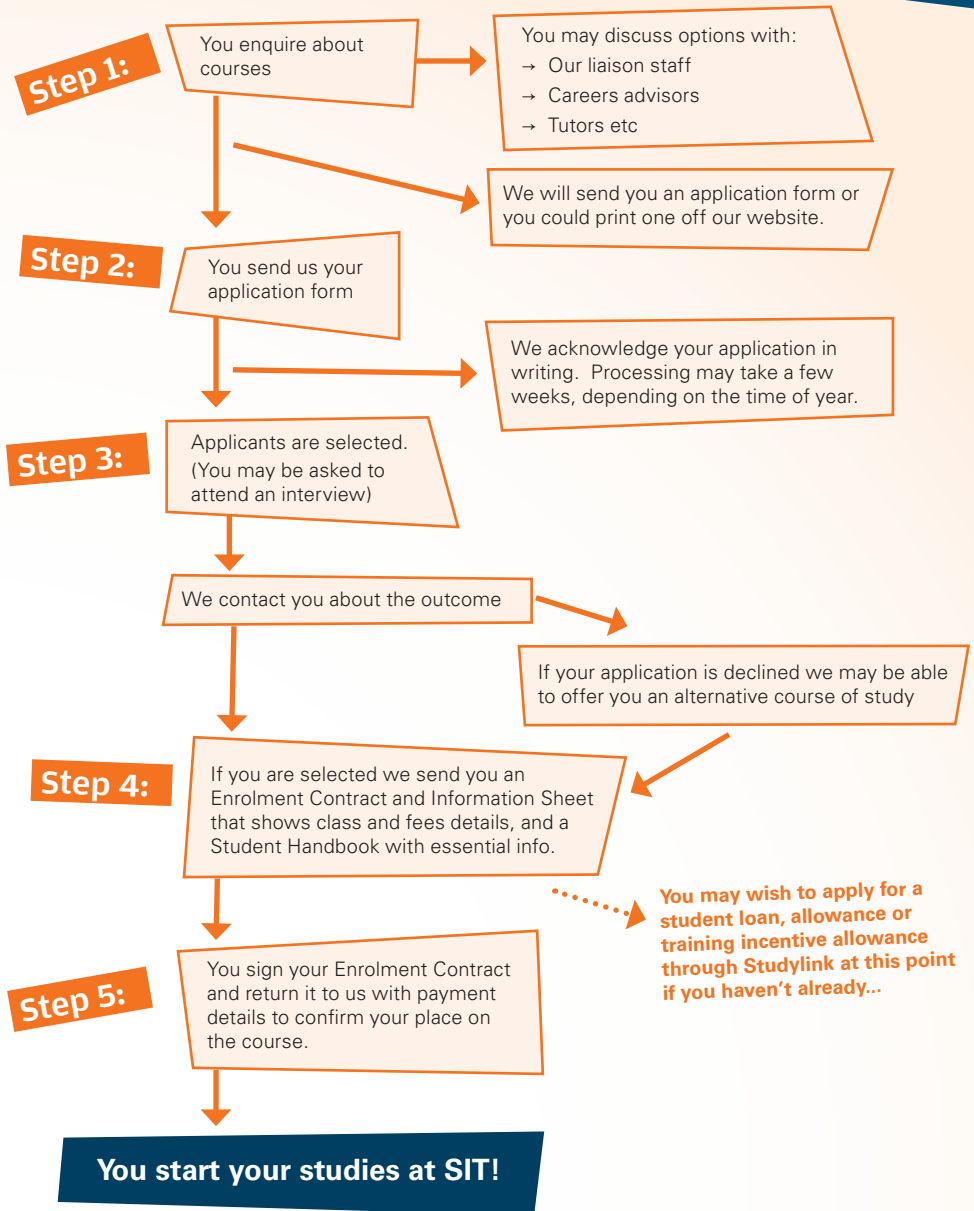 Step 1:
You enquire about
courses
You may discuss options with:
→ Our liaison staff
→ Careers advisors
→ Tutors etc
We will send you an application form or
you could print one off our website.
Step 2:
You send us your
application form
We acknowledge your application in
writing.  Processing may take a few
weeks, depending on the time of year.
Step 3:
Applicants are selected.
(You may be asked to
attend an interview)
We contact you about the outcome
If your application is declined we may be able
to offer you an alternative course of study
Step 4:
If you are selected we send you an
Enrolment Contract and Information Sheet
that shows class and fees details, and a
Student Handbook with essential info.
You may wish to apply for a
student loan, allowance or
training incentive allowance
through Studylink at this point
if you haven't already...
Step 5:
You sign your Enrolment Contract
and return it to us with payment
details to confirm your place on
the course.
You start your studies at SIT!